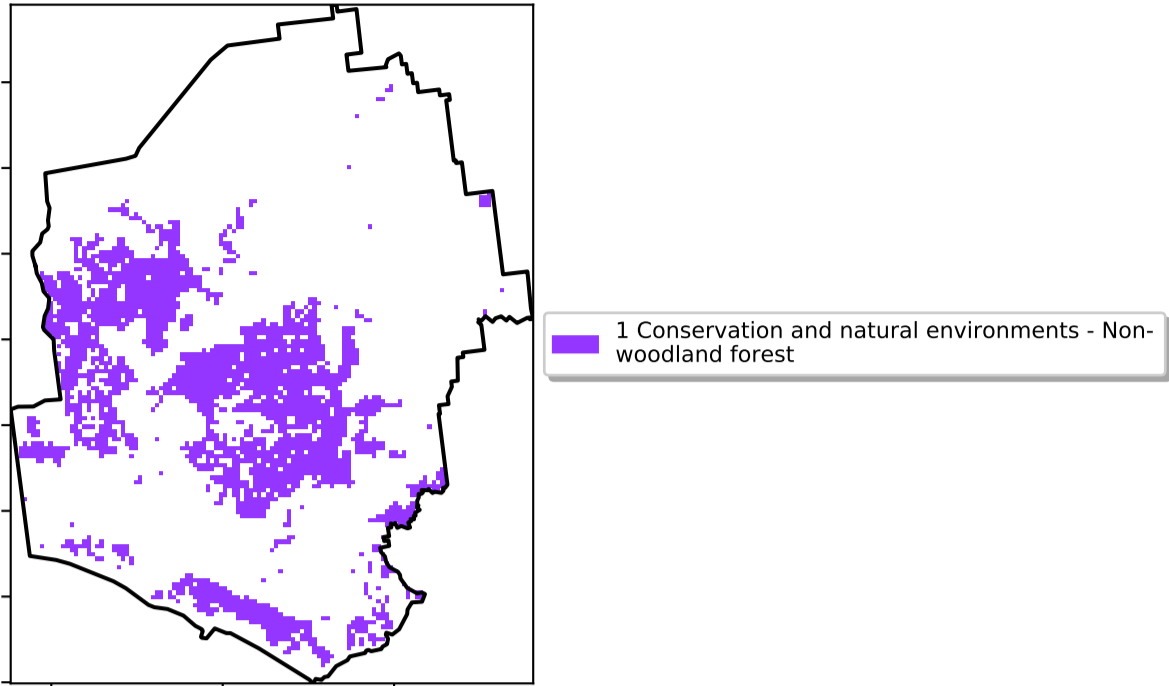 1 Conservation and natural environments - Non-
woodland forest